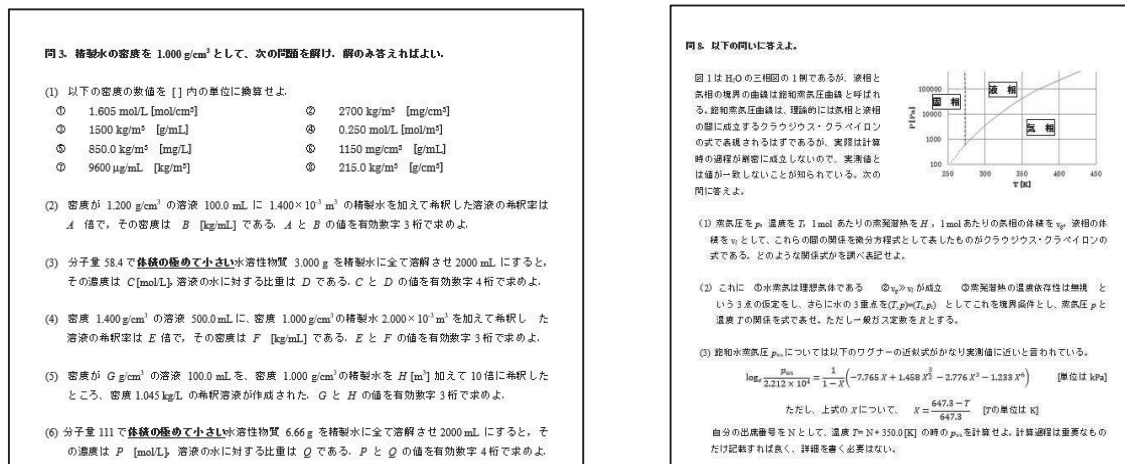 問3. 精製水の密度を 1.000 g/cm³ として、次の問題を解け. 解のみ答えればよい.
(1) 以下の密度の数値を [ ] 内の単位に換算せよ.
① 1.605 mol/L [mol/cm³] ② 2700 kg/m³ [mg/cm³]
③ 1500 kg/m³ [g/mL] ④ 0.250 mol/L [mol/m³]
⑤ 850.0 kg/m³ [mg/L] ⑥ 1150 mg/cm³ [g/mL]
⑦ 9600 μg/mL [kg/m³] ⑧ 215.0 kg/m³ [g/cm³]
(2) 密度が 1.200 g/cm³ の溶液 100.0 mL に 1.400×10⁻³ m³ の精製水を加えて希釈した溶液の希釈率は
A 倍で，その密度は B [kg/mL] である. A と B の値を有効数字 3 桁で求めよ.
(3) 分子量 58.4 で体積の極めて小さい水溶性物質 3.000 g を精製水に全て溶解させ 2000 mL にすると，
その濃度は C [mol/L], 溶液の水に対する比重は D である. C と D の値を有効数字 4 桁で求めよ.
(4) 密度 1.400 g/cm³ の溶液 500.0 mL に、密度 1.000 g/cm³ の精製水 2.000×10⁻³ m³ を加えて希釈し た
溶液の希釈率は E 倍で，その密度は F [kg/mL] である. E と F の値を有効数字 3 桁で求めよ.
(5) 密度が G g/cm³ の溶液 100.0 mL を、密度 1.000 g/cm³ の精製水を H [m³] 加えて 10 倍に希釈した
ところ、密度 1.045 kg/L の希釈溶液が作成された. G と H の値を有効数字 3 桁で求めよ.
(6) 分子量 111 で体積の極めて小さい水溶性物質 6.66 g を精製水に全て溶解させ 2000 mL にすると，そ
の濃度は P [mol/L], 溶液の水に対する比重は Q である. P と Q の値を有効数字 4 桁で求めよ.
問8. 以下の問いに答えよ。
図 1 は H₂O の三相図の 1 例であるが、液相と
気相の境界の曲線は飽和蒸気圧曲線と呼ばれ
る。飽和蒸気圧曲線は、理論的には気相と液相
の間に成立するクラウジウス・クラペイロン
の式で表現されるはずであるが、実際は計算
時の過程が厳密に成立しないので、実測値と
は値が一致しないことが知られている。次の
問に答えよ。
P [Pa]
100000
10000
1000
100
固 相
液 相
気 相
250 300 350 400 450
T [K]
(1) 蒸気圧を p, 温度を T, 1 mol あたりの蒸発潜熱を H, 1 mol あたりの気相の体積を v_g, 液相の体
積を v_l として、これらの間の関係を微分方程式として表したものがクラウジウス・クラペイロンの
式である。どのような関係式かを調べ表記せよ。
(2) これに ①水蒸気は理想気体である ②v_g≫v_l が成立 ③蒸発潜熱の温度依存性は無視 と
いう 3 点の仮定をし、さらに水の 3 重点を(T, p)=(T_t, p_t) としてこれを境界条件とし、蒸気圧 p と
温度 T の関係を式で表せ。ただし一般ガス定数を R とする。
(3) 飽和水蒸気圧 p_ws については以下のワグナーの近似式がかなり実測値に近いと言われている。
log_e p_ws/2.212 × 10⁴ = 1/1 − X (−7.765 X + 1.458 X^(3/2) − 2.776 X³ − 1.233 X⁶) [単位は kPa]
ただし、上式の X について、 X = 647.3 − T/647.3 [T の単位は K]
自分の出席番号を N として、温度 T= N + 350.0 [K] の時の p_ws を計算せよ。計算過程は重要なもの
だけ記載すれば良く、詳細を書く必要はない。